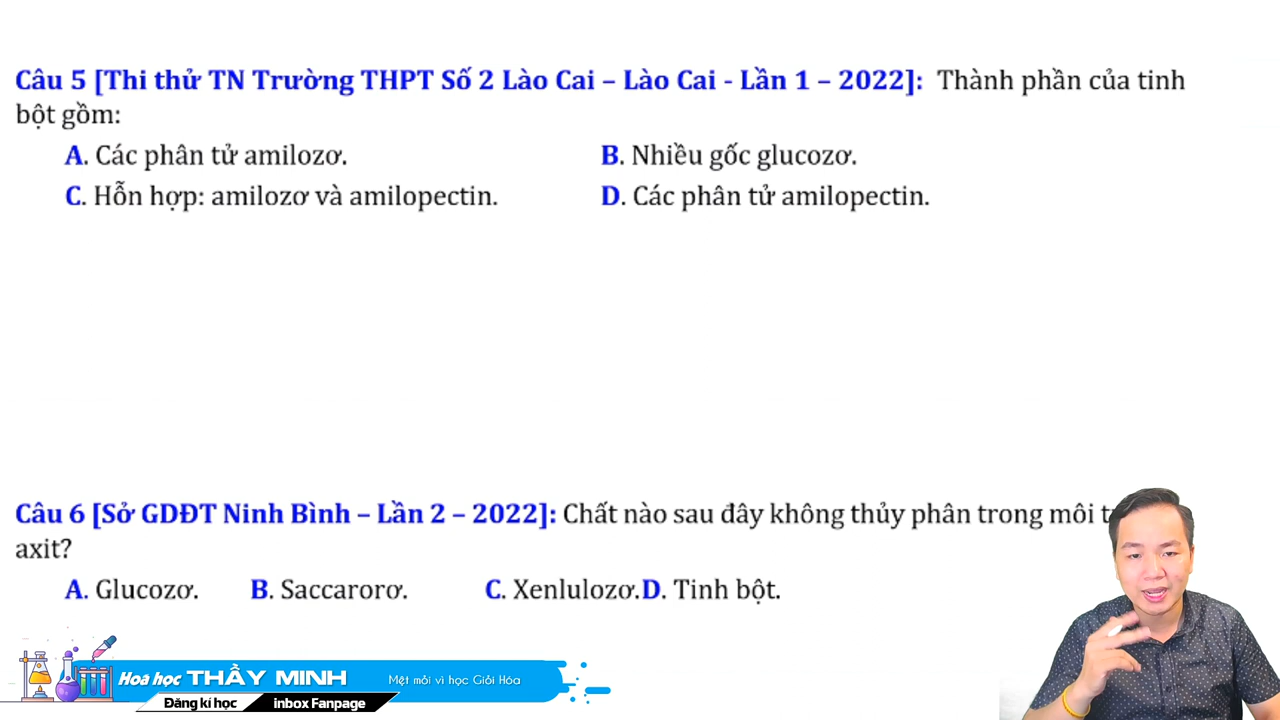 Câu 5 [Thi thử TN Trường THPT Số 2 Lào Cai – Lào Cai - Lần 1 – 2022]: Thành phần của tinh
bột gồm:
A. Các phân tử amilozơ. B. Nhiều gốc glucozơ.
C. Hỗn hợp: amilozơ và amilopectin. D. Các phân tử amilopectin.
Câu 6 [Sở GDĐT Ninh Bình – Lần 2 – 2022]: Chất nào sau đây không thủy phân trong môi
axit?
A. Glucozơ. B. Saccarorơ. C. Xenlulozơ.D. Tinh bột.
Hoá học THẦY MINH Mệt mỏi vì học Giỏi Hóa
Đăng kí học inbox Fanpage